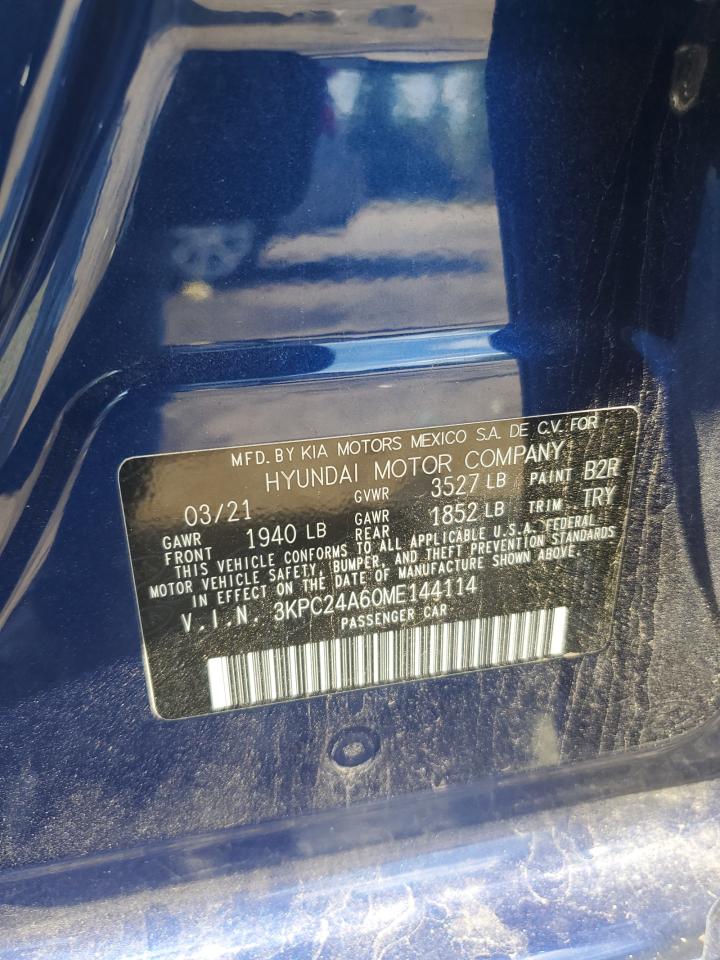 MFD. BY KIA MOTORS MEXICO S.A. DE C.V. FOR
HYUNDAI MOTOR COMPANY
03/21 GVWR 3527 LB PAINT B2R
GAWR FRONT 1940 LB GAWR REAR 1852 LB TRIM TRY
THIS VEHICLE CONFORMS TO ALL APPLICABLE U.S.A. FEDERAL
MOTOR VEHICLE SAFETY, BUMPER, AND THEFT PREVENTION STANDARDS
IN EFFECT ON THE DATE OF MANUFACTURE SHOWN ABOVE.
V.I.N. 3KPC24A60ME144114
PASSENGER CAR